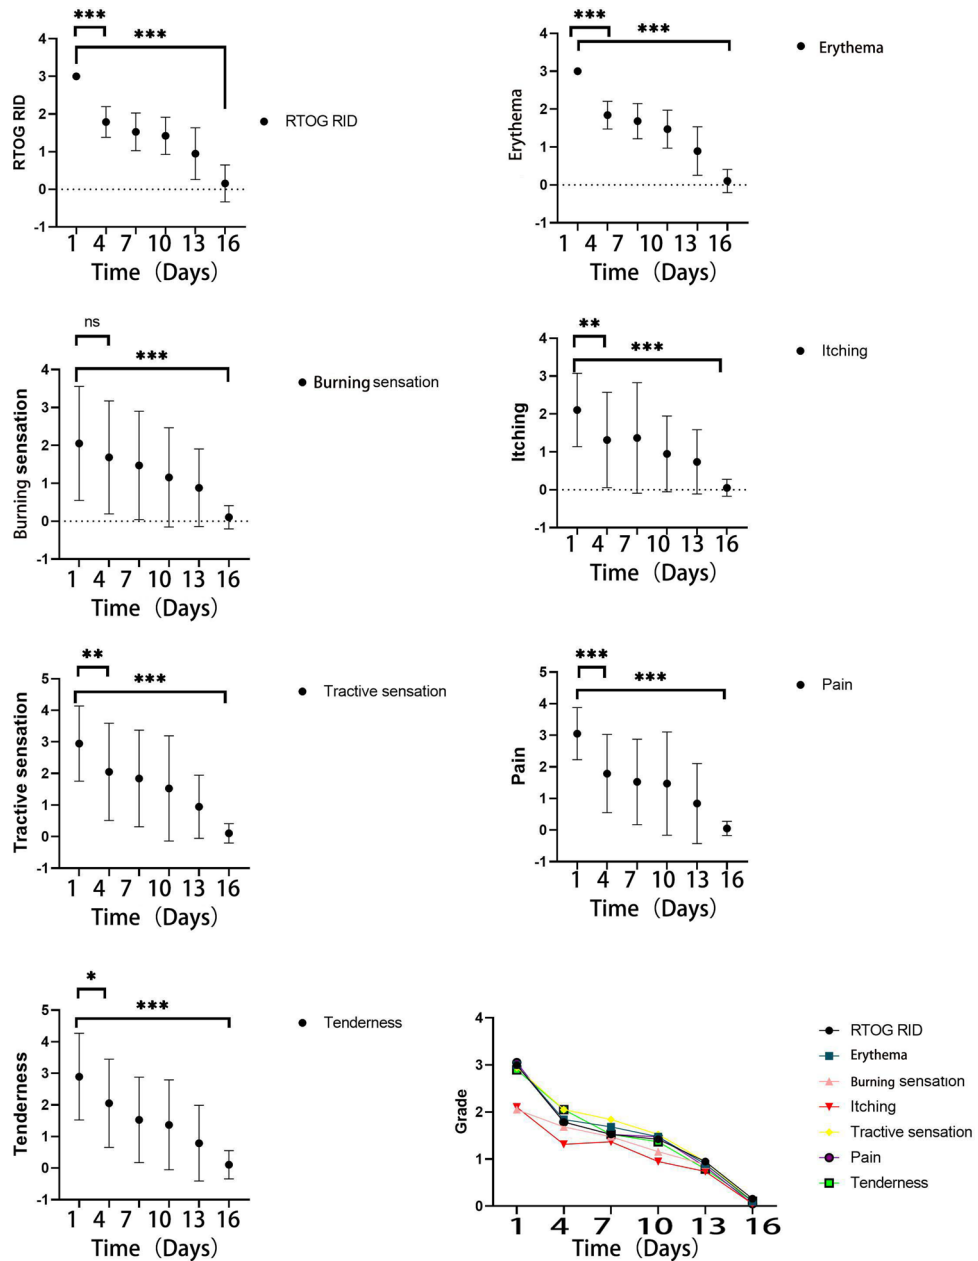 ***
***
4
3
2
1
0
-1
RTOG RID
1 4 7 10 13 16
Time（Days）
RTOG RID
***
***
4
3
2
1
0
-1
Erythema
1 4 7 10 13 16
Time（Days）
Erythema
ns
***
4
3
2
1
0
-1
Burning sensation
1 4 7 10 13 16
Time（Days）
Burning sensation
**
***
4
3
2
1
0
-1
Itching
1 4 7 10 13 16
Time（Days）
Itching
**
***
5
4
3
2
1
0
-1
Tractive sensation
1 4 7 10 13 16
Time（Days）
Tractive sensation
***
***
5
4
3
2
1
0
-1
Pain
1 4 7 10 13 16
Time（Days）
Pain
*
***
5
4
3
2
1
0
-1
Tenderness
1 4 7 10 13 16
Time（Days）
Tenderness
4
3
2
1
0
Grade
1 4 7 10 13 16
Time（Days）
RTOG RID
Erythema
Burning sensation
Itching
Tractive sensation
Pain
Tenderness